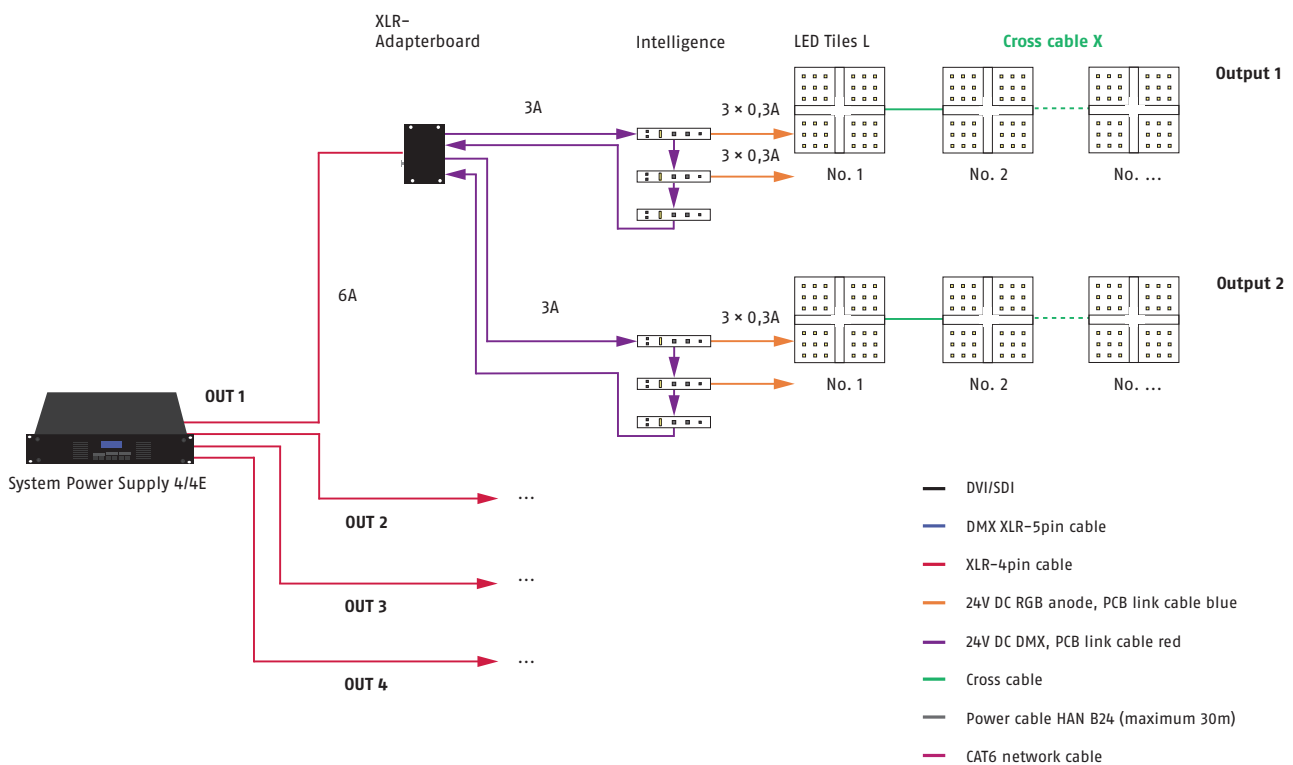 XLR–
Adapterboard
Intelligence
LED Tiles L
Cross cable X
Output 1
3A
3 × 0,3A
3 × 0,3A
No. 1
No. 2
No. ...
6A
3A
3 × 0,3A
Output 2
No. 1
No. 2
No. ...
OUT 1
System Power Supply 4/4E
...
OUT 2
...
OUT 3
...
OUT 4
DVI/SDI
DMX XLR–5pin cable
XLR–4pin cable
24V DC RGB anode, PCB link cable blue
24V DC DMX, PCB link cable red
Cross cable
Power cable HAN B24 (maximum 30m)
CAT6 network cable